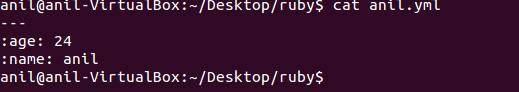 anil@anil-VirtualBox:~/Desktop/ruby$ cat anil.yml
---
:age: 24
:name: anil
anil@anil-VirtualBox:~/Desktop/ruby$